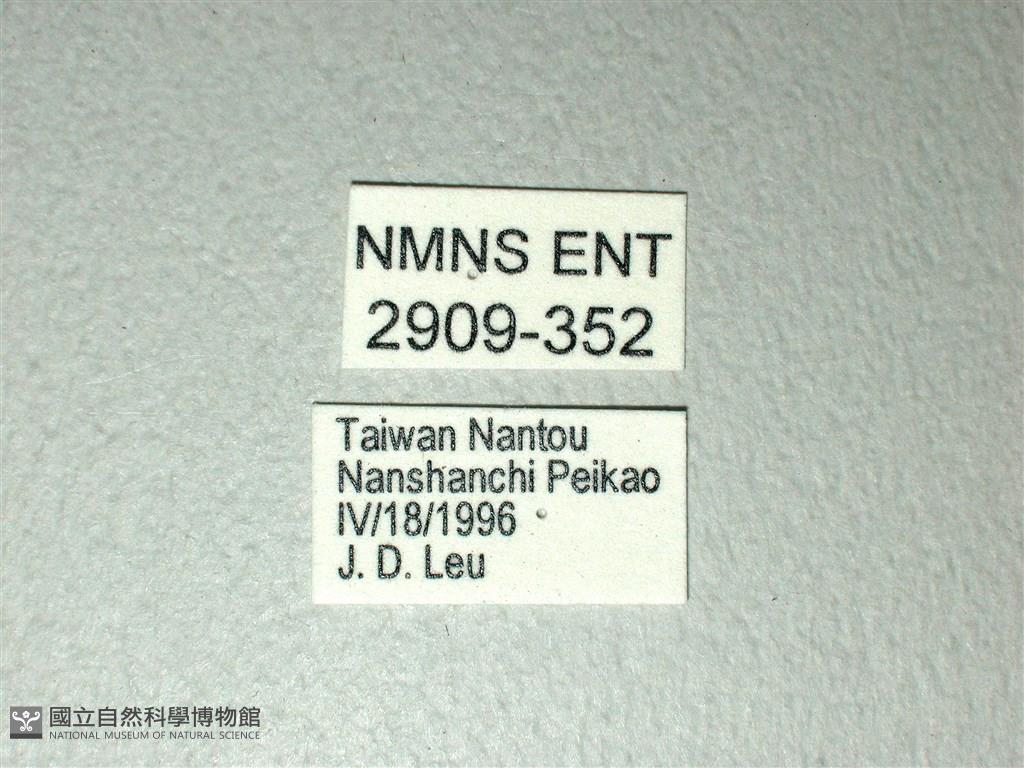 NMNS ENT
2909-352
Taiwan Nantou
Nanshanchi Peikao
IV/18/1996
J. D. Leu
國立自然科學博物館
NATIONAL MUSEUM OF NATURAL SCIENCE